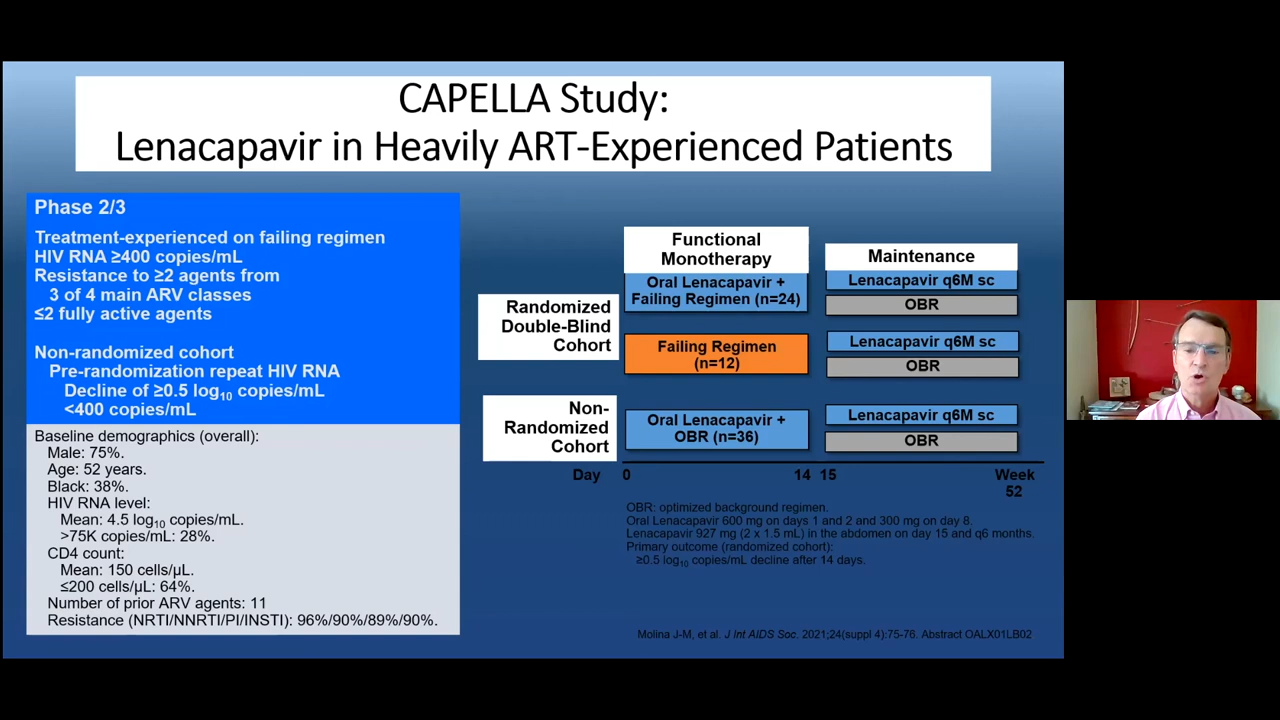 CAPELLA Study:
Lenacapavir in Heavily ART-Experienced Patients
Phase 2/3
Treatment-experienced on failing regimen
HIV RNA ≥400 copies/mL
Resistance to ≥2 agents from
3 of 4 main ARV classes
≤2 fully active agents
Non-randomized cohort
Pre-randomization repeat HIV RNA
Decline of ≥0.5 log10 copies/mL
<400 copies/mL
Baseline demographics (overall):
Male: 75%.
Age: 52 years.
Black: 38%.
HIV RNA level:
Mean: 4.5 log10 copies/mL.
>75K copies/mL: 28%.
CD4 count:
Mean: 150 cells/µL.
≤200 cells/µL: 64%.
Number of prior ARV agents: 11
Resistance (NRTI/NNRTI/PI/INSTI): 96%/90%/89%/90%.
Functional
Monotherapy
Maintenance
Randomized
Double-Blind
Cohort
Oral Lenacapavir +
Failing Regimen (n=24)
Lenacapavir q6M sc
OBR
Failing Regimen
(n=12)
Lenacapavir q6M sc
OBR
Non-
Randomized
Cohort
Oral Lenacapavir +
OBR (n=36)
Lenacapavir q6M sc
OBR
Day 0 14 15 Week
52
OBR: optimized background regimen.
Oral Lenacapavir 600 mg on days 1 and 2 and 300 mg on day 8.
Lenacapavir 927 mg (2 x 1.5 mL) in the abdomen on day 15 and q6 months.
Primary outcome (randomized cohort):
≥0.5 log10 copies/mL decline after 14 days.
Molina J-M, et al. J Int AIDS Soc. 2021;24(suppl 4):75-76. Abstract OALX01LB02